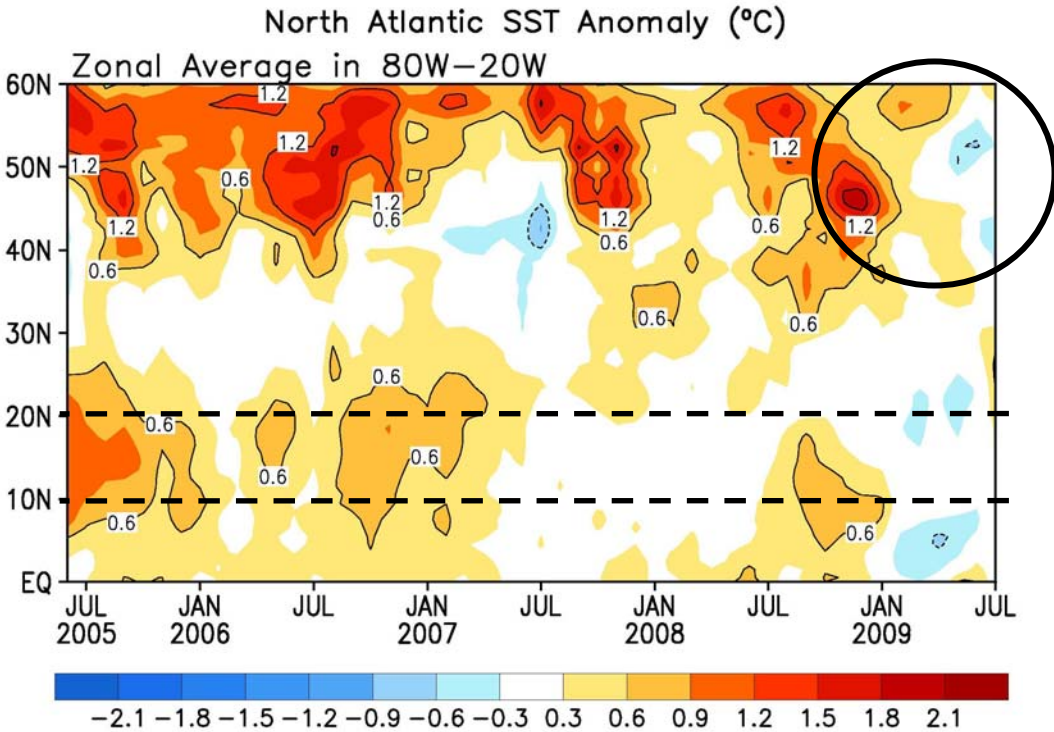 North Atlantic SST Anomaly (ºC)
Zonal Average in 80W−20W
60N
50N
40N
30N
20N
10N
EQ
1.2
1.2
1.2
0.6
0.6
1.2
0.6
1.2
0.6
1.2
0.6
1.2
0.6
0.6
0.6
0.6
0.6
0.6
0.6
0.6
0.6
JUL JAN JUL JAN JUL JAN JUL JAN JUL
2005 2006 2007 2008 2009
−2.1 −1.8 −1.5 −1.2 −0.9 −0.6 −0.3 0.3 0.6 0.9 1.2 1.5 1.8 2.1